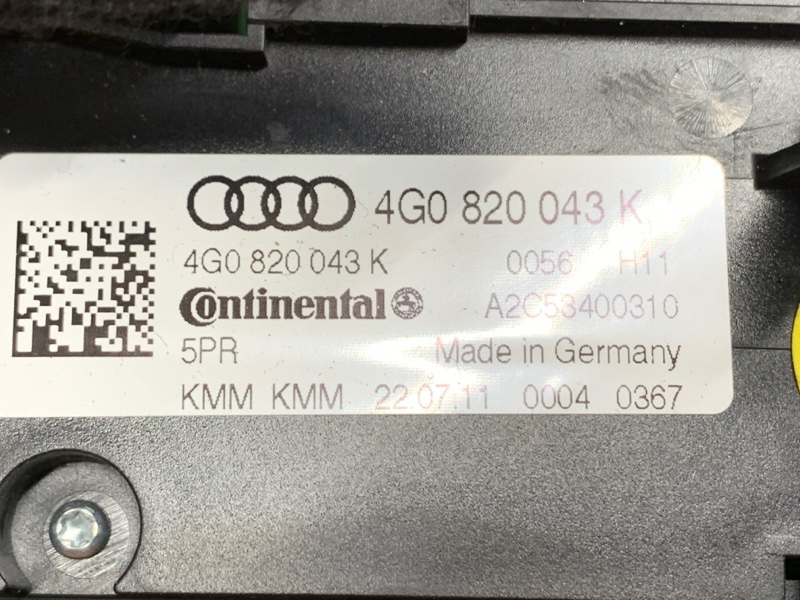 4G0 820 043 K
4G0 820 043 K 0056 H11
Continental A2C53400310
5PR Made in Germany
KMM KMM 22.07.11 0004 0367